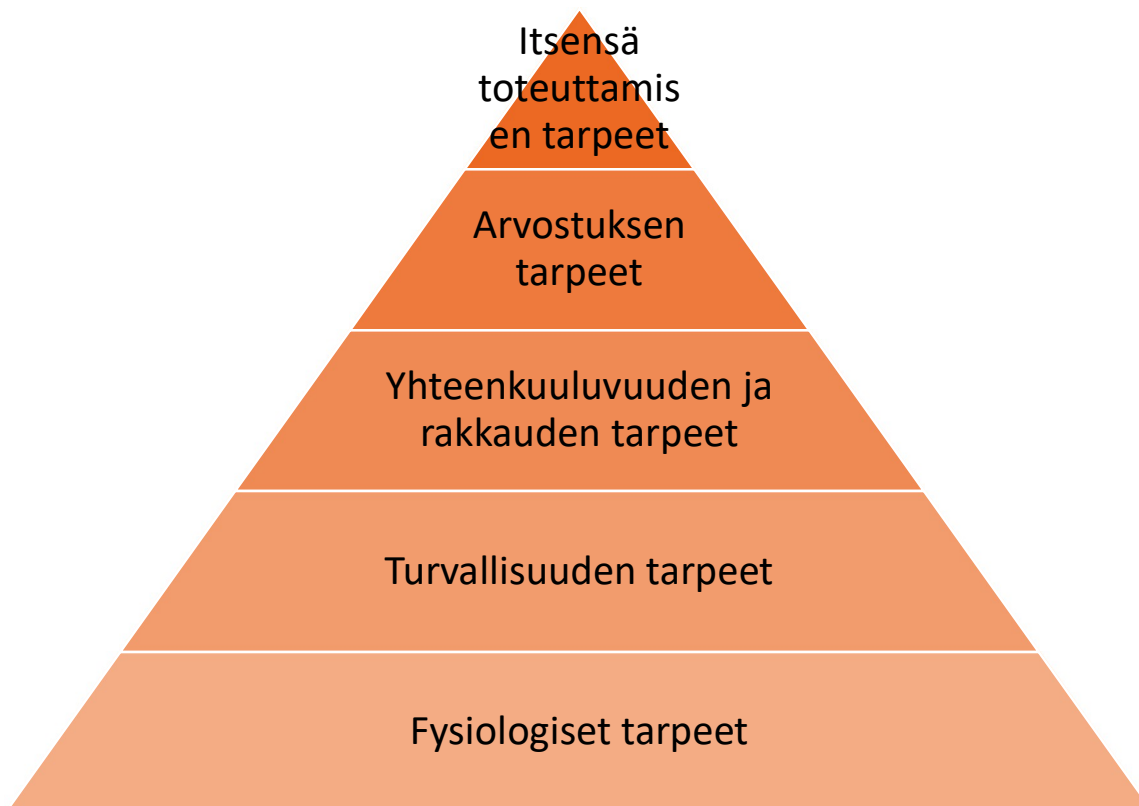 Itsensä
toteuttamis
en tarpeet
Arvostuksen
tarpeet
Yhteenkuuluvuuden ja
rakkauden tarpeet
Turvallisuuden tarpeet
Fysiologiset tarpeet